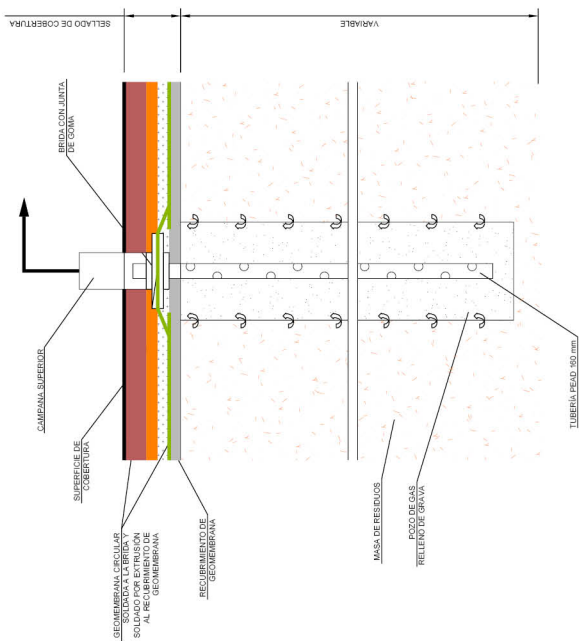 SELLADO DE COBERTURA
VARIABLE
BRIDA CON JUNTA
DE GOMA
CAMPANA SUPERIOR
SUPERFICIE DE
COBERTURA
GEOMEMBRANA CIRCULAR
SOLDADA A LA BRIDA Y
SOLDADO POR EXTRUSIÓN
AL RECUBRIMIENTO DE
GEOMEMBRANA
RECUBRIMIENTO DE
GEOMEMBRANA
MASA DE RESIDUOS
POZO DE GAS
RELLENO DE GRAVA
TUBERÍA PEAD 160 mm